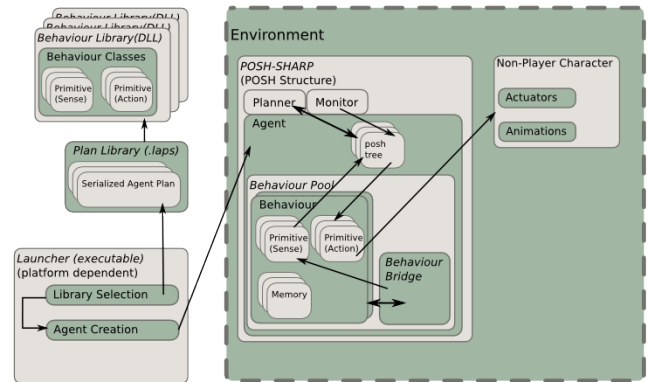 Behaviour Library(DLL)
Behaviour Library(DLL)
Behaviour Library(DLL)
Behaviour Classes
Primitive
(Sense)
Primitive
(Action)
Plan Library (.laps)
Serialized Agent Plan
Launcher (executable)
(platform dependent)
Library Selection
Agent Creation
Environment
POSH-SHARP
(POSH Structure)
Planner
Monitor
Agent
posh
tree
Behaviour Pool
Behaviour
Primitive
(Sense)
Primitive
(Action)
Memory
Behaviour
Bridge
Non-Player Character
Actuators
Animations